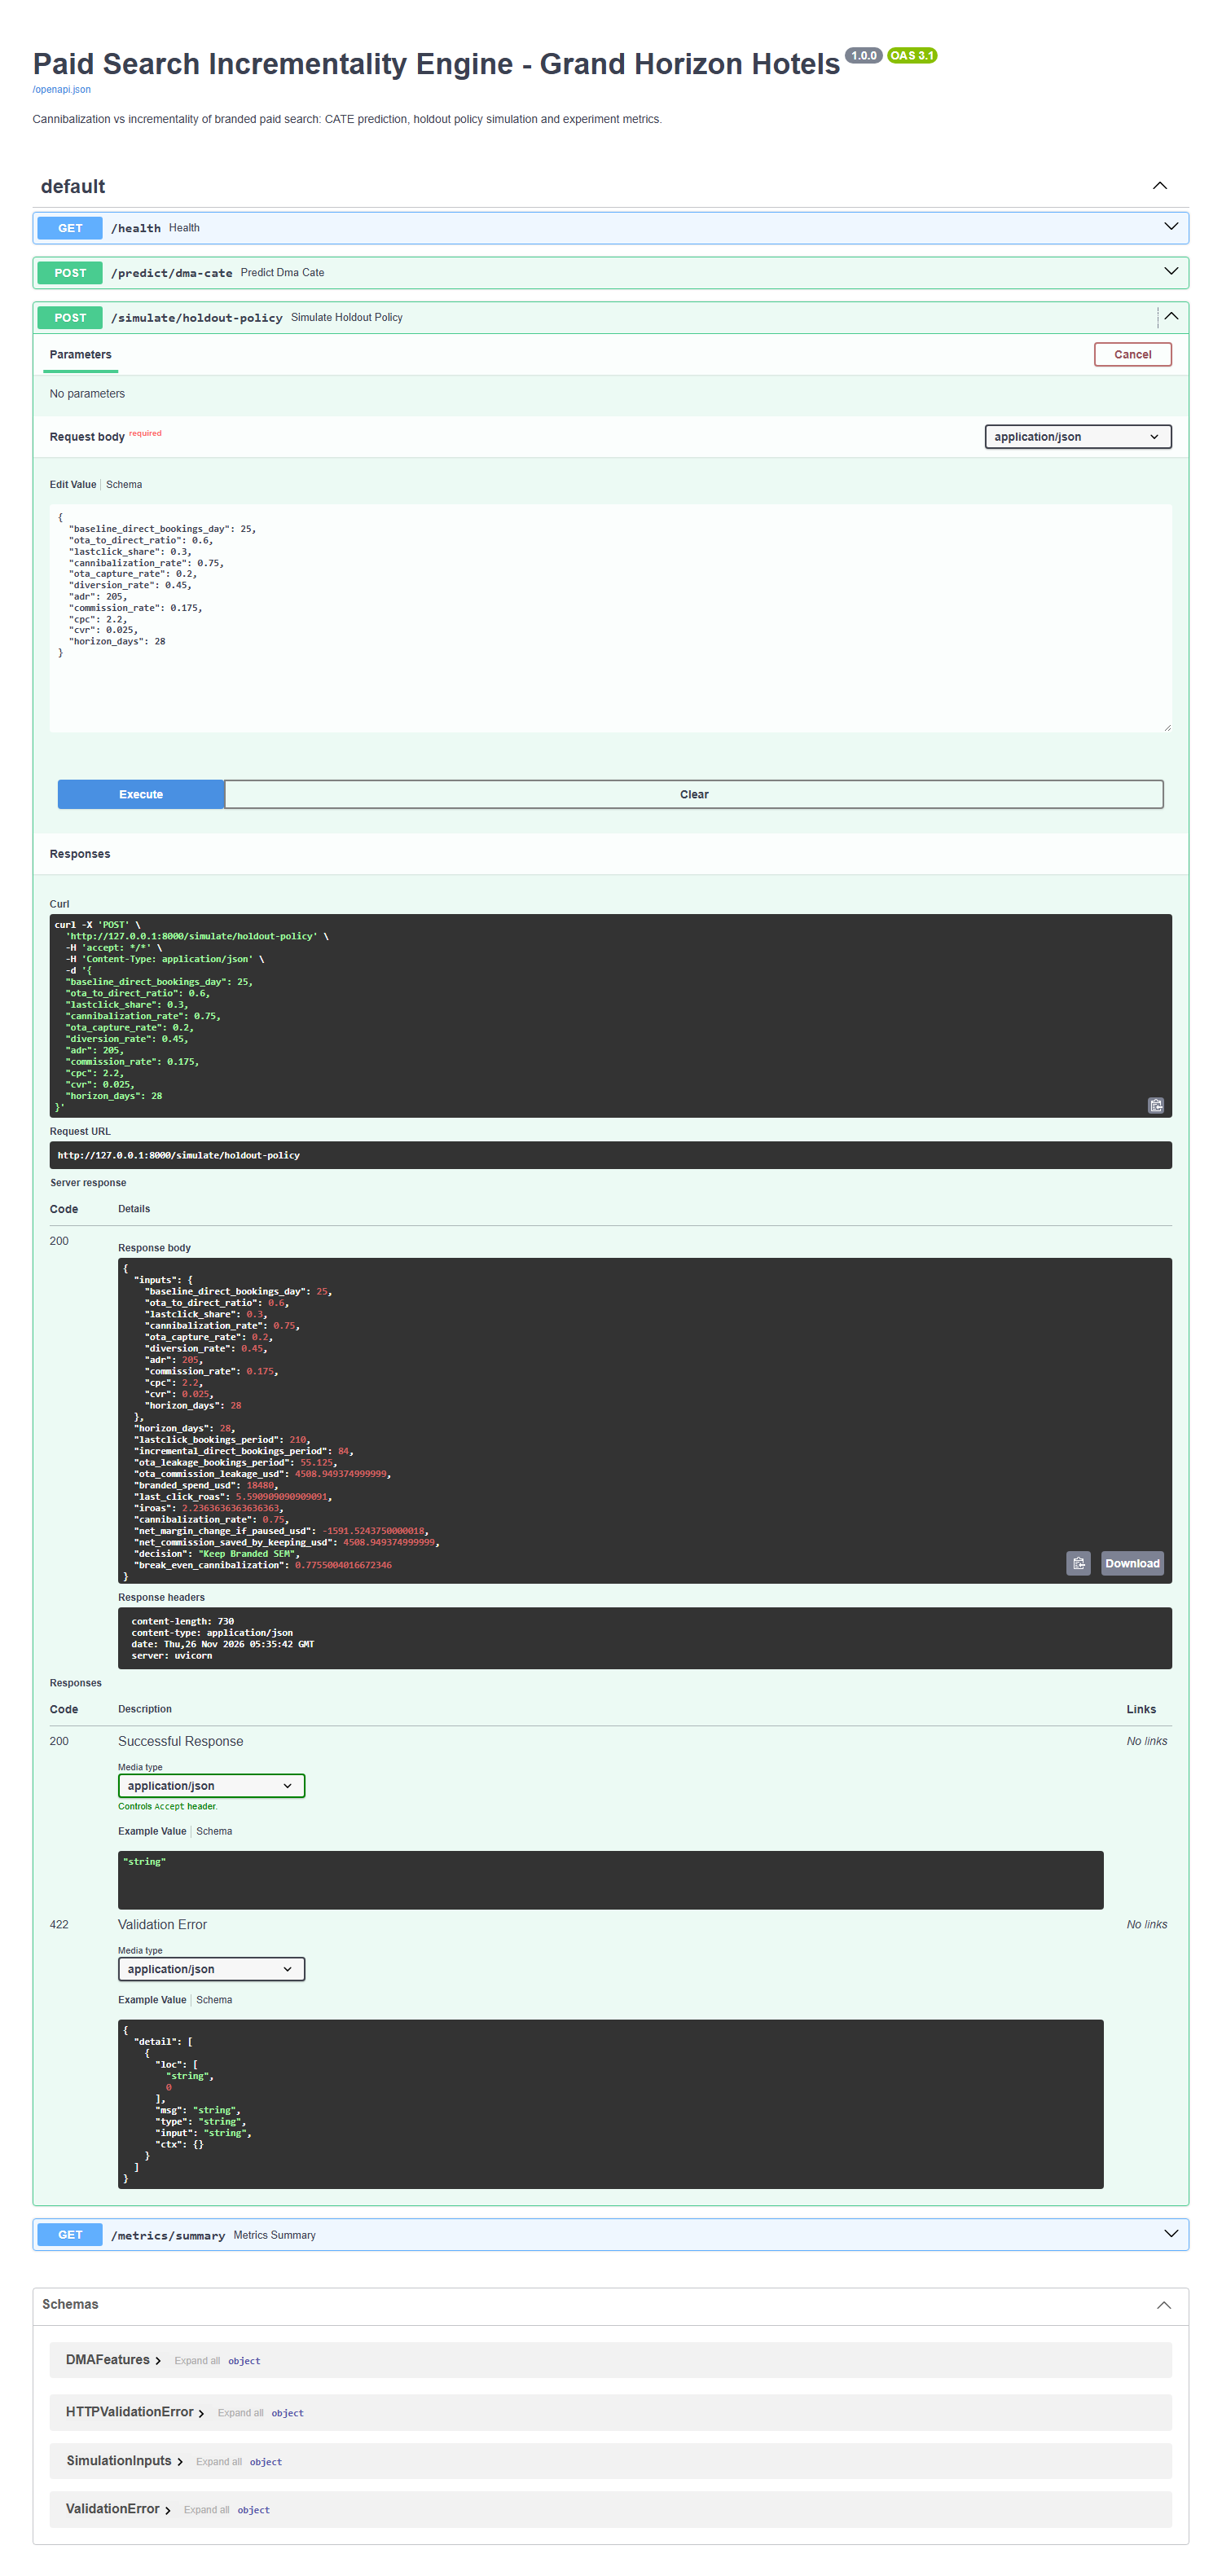 Paid Search Incrementality Engine - Grand Horizon Hotels 1.0.0 OAS 3.1
/openapi.json
Cannibalization vs incrementality of branded paid search: CATE prediction, holdout policy simulation and experiment metrics.
default
GET /health Health
POST /predict/dma-cate Predict Dma Cate
POST /simulate/holdout-policy Simulate Holdout Policy
Parameters Cancel
No parameters
Request body required application/json
Edit Value Schema
{
"baseline_direct_bookings_day": 25,
"ota_to_direct_ratio": 0.6,
"lastclick_share": 0.3,
"cannibalization_rate": 0.75,
"ota_capture_rate": 0.2,
"diversion_rate": 0.45,
"adr": 205,
"commission_rate": 0.175,
"cpc": 2.2,
"cvr": 0.025,
"horizon_days": 28
}
Execute Clear
Responses
Curl
curl -X 'POST' \
'http://127.0.0.1:8000/simulate/holdout-policy' \
-H 'accept: */*' \
-H 'Content-Type: application/json' \
-d '{
"baseline_direct_bookings_day": 25,
"ota_to_direct_ratio": 0.6,
"lastclick_share": 0.3,
"cannibalization_rate": 0.75,
"ota_capture_rate": 0.2,
"diversion_rate": 0.45,
"adr": 205,
"commission_rate": 0.175,
"cpc": 2.2,
"cvr": 0.025,
"horizon_days": 28
}'
Request URL
http://127.0.0.1:8000/simulate/holdout-policy
Server response
Code Details
200
Response body
{
"inputs": {
"baseline_direct_bookings_day": 25,
"ota_to_direct_ratio": 0.6,
"lastclick_share": 0.3,
"cannibalization_rate": 0.75,
"ota_capture_rate": 0.2,
"diversion_rate": 0.45,
"adr": 205,
"commission_rate": 0.175,
"cpc": 2.2,
"cvr": 0.025,
"horizon_days": 28
},
"horizon_days": 28,
"lastclick_bookings_period": 210,
"incremental_direct_bookings_period": 84,
"ota_leakage_bookings_period": 55.125,
"ota_commission_leakage_usd": 4508.949374999999,
"branded_spend_usd": 18480,
"last_click_roas": 5.590909090909091,
"iroas": 2.2363636363636363,
"cannibalization_rate": 0.75,
"net_margin_change_if_paused_usd": -1591.5243750000018,
"net_commission_saved_by_keeping_usd": 4508.949374999999,
"decision": "Keep Branded SEM",
"break_even_cannibalization": 0.7755004016672346
}
Download
Response headers
content-length: 730
content-type: application/json
date: Thu,26 Nov 2026 05:35:42 GMT
server: uvicorn
Responses
Code Description Links
200 Successful Response No links
Media type
application/json
Controls Accept header.
Example Value Schema
"string"
422 Validation Error No links
Media type
application/json
Example Value Schema
{
"detail": [
{
"loc": [
"string",
0
],
"msg": "string",
"type": "string",
"input": "string",
"ctx": {}
}
]
}
GET /metrics/summary Metrics Summary
Schemas
DMAFeatures Expand all object
HTTPValidationError Expand all object
SimulationInputs Expand all object
ValidationError Expand all object